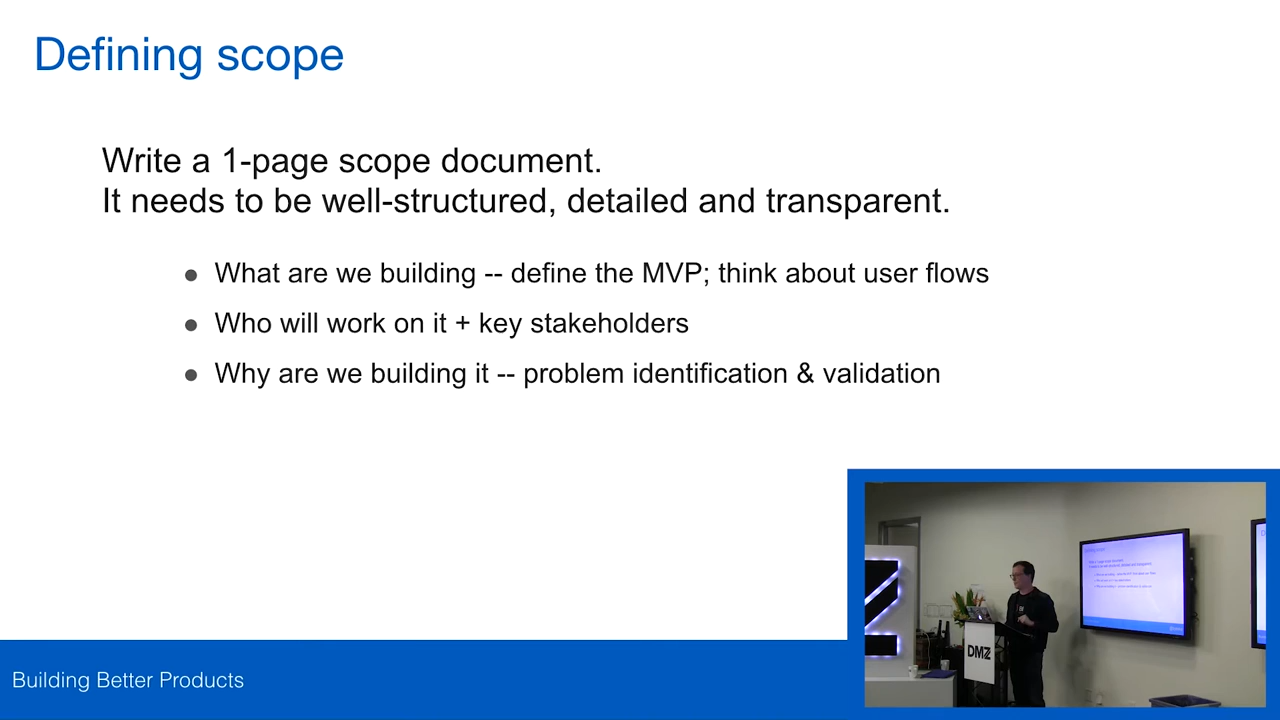 Defining scope
Write a 1-page scope document.
It needs to be well-structured, detailed and transparent.
● What are we building -- define the MVP; think about user flows
● Who will work on it + key stakeholders
● Why are we building it -- problem identification & validation
Building Better Products
DMZ